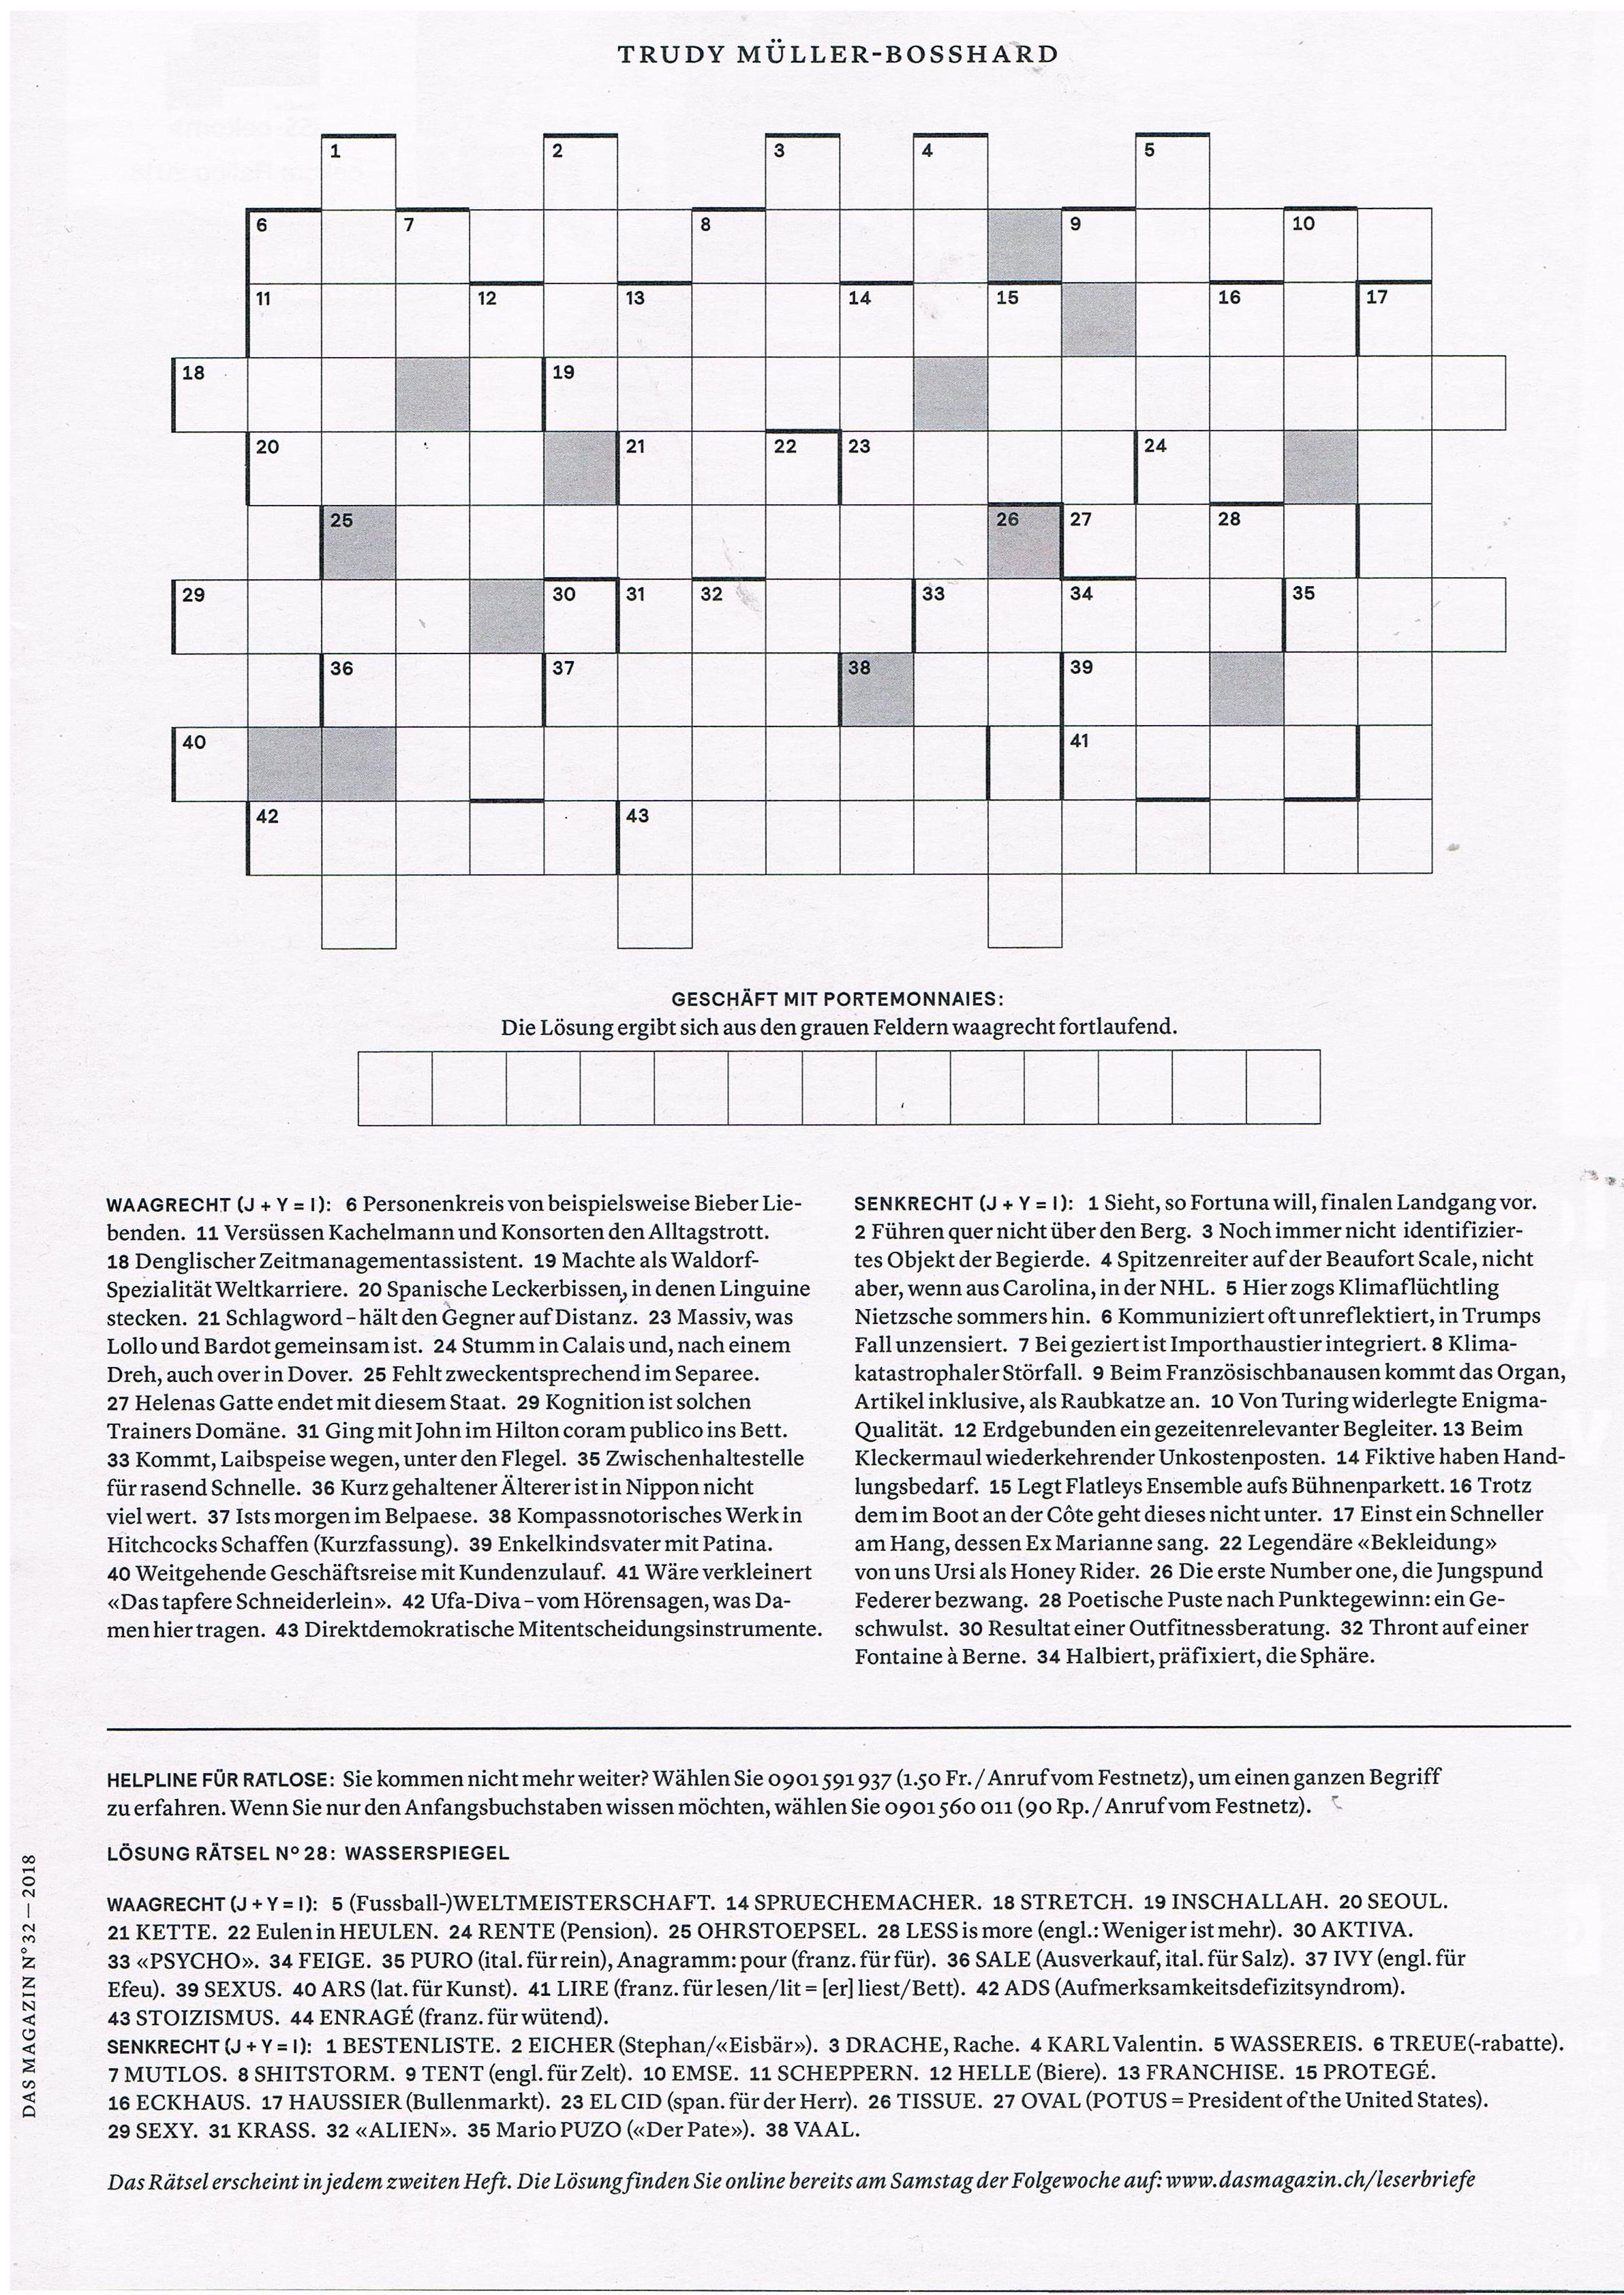 TRUDY MÜLLER-BOSSHARD
1 2 3 4 5
6 7 8 9 10
11 12 13 14 15 16 17
18 19
20 21 22 23 24
25 26 27 28
29 30 31 32 33 34 35
36 37 38 39
40 41
42 43
GESCHÄFT MIT PORTEMONNAIES:
Die Lösung ergibt sich aus den grauen Feldern waagrecht fortlaufend.
WAAGRECHT (J + Y = I): 6 Personenkreis von beispielsweise Bieber Lie-
benden. 11 Versüssen Kachelmann und Konsorten den Alltagstrott.
18 Denglischer Zeitmanagementassistent. 19 Machte als Waldorf-
Spezialität Weltkarriere. 20 Spanische Leckerbissen, in denen Linguine
stecken. 21 Schlagword – hält den Gegner auf Distanz. 23 Massiv, was
Lollo und Bardot gemeinsam ist. 24 Stumm in Calais und, nach einem
Dreh, auch over in Dover. 25 Fehlt zweckentsprechend im Separee.
27 Helenas Gatte endet mit diesem Staat. 29 Kognition ist solchen
Trainers Domäne. 31 Ging mit John im Hilton coram publico ins Bett.
33 Kommt, Laibspeise wegen, unter den Flegel. 35 Zwischenhaltestelle
für rasend Schnelle. 36 Kurz gehaltener Älterer ist in Nippon nicht
viel wert. 37 Ists morgen im Belpaese. 38 Kompassnotorisches Werk in
Hitchcocks Schaffen (Kurzfassung). 39 Enkelkindsvater mit Patina.
40 Weitgehende Geschäftsreise mit Kundenzulauf. 41 Wäre verkleinert
«Das tapfere Schneiderlein». 42 Ufa-Diva – vom Hörensagen, was Da-
men hier tragen. 43 Direktdemokratische Mitentscheidungsinstrumente.
SENKRECHT (J + Y = I): 1 Sieht, so Fortuna will, finalen Landgang vor.
2 Führen quer nicht über den Berg. 3 Noch immer nicht identifizier-
tes Objekt der Begierde. 4 Spitzenreiter auf der Beaufort Scale, nicht
aber, wenn aus Carolina, in der NHL. 5 Hier zogs Klimaflüchtling
Nietzsche sommers hin. 6 Kommuniziert oft unreflektiert, in Trumps
Fall unzensiert. 7 Bei geziert ist Importhaustier integriert. 8 Klima-
katastrophaler Störfall. 9 Beim Französischbanausen kommt das Organ,
Artikel inklusive, als Raubkatze an. 10 Von Turing widerlegte Enigma-
Qualität. 12 Erdgebunden ein gezeitenrelevanter Begleiter. 13 Beim
Kleckermaul wiederkehrender Unkostenposten. 14 Fiktive haben Hand-
lungsbedarf. 15 Legt Flatleys Ensemble aufs Bühnenparkett. 16 Trotz
dem im Boot an der Côte geht dieses nicht unter. 17 Einst ein Schneller
am Hang, dessen Ex Marianne sang. 22 Legendäre «Bekleidung»
von uns Ursi als Honey Rider. 26 Die erste Number one, die Jungspund
Federer bezwang. 28 Poetische Puste nach Punktegewinn: ein Ge-
schwulst. 30 Resultat einer Outfitnessberatung. 32 Thront auf einer
Fontaine à Berne. 34 Halbiert, präfixiert, die Sphäre.
HELPLINE FÜR RATLOSE: Sie kommen nicht mehr weiter? Wählen Sie 0901 591 937 (1.50 Fr. / Anruf vom Festnetz), um einen ganzen Begriff
zu erfahren. Wenn Sie nur den Anfangsbuchstaben wissen möchten, wählen Sie 0901 560 011 (90 Rp. / Anruf vom Festnetz).
LÖSUNG RÄTSEL Nº 28: WASSERSPIEGEL
WAAGRECHT (J + Y = I): 5 (Fussball-)WELTMEISTERSCHAFT. 14 SPRUECHEMACHER. 18 STRETCH. 19 INSCHALLAH. 20 SEOUL.
21 KETTE. 22 Eulen in HEULEN. 24 RENTE (Pension). 25 OHRSTOEPSEL. 28 LESS is more (engl.: Weniger ist mehr). 30 AKTIVA.
33 «PSYCHO». 34 FEIGE. 35 PURO (ital. für rein), Anagramm: pour (franz. für für). 36 SALE (Ausverkauf, ital. für Salz). 37 IVY (engl. für
Efeu). 39 SEXUS. 40 ARS (lat. für Kunst). 41 LIRE (franz. für lesen/lit = [er] liest/Bett). 42 ADS (Aufmerksamkeitsdefizitsyndrom).
43 STOIZISMUS. 44 ENRAGÉ (franz. für wütend).
SENKRECHT (J + Y = I): 1 BESTENLISTE. 2 EICHER (Stephan/«Eisbär»). 3 DRACHE, Rache. 4 KARL Valentin. 5 WASSEREIS. 6 TREUE(-rabatte).
7 MUTLOS. 8 SHITSTORM. 9 TENT (engl. für Zelt). 10 EMSE. 11 SCHEPPERN. 12 HELLE (Biere). 13 FRANCHISE. 15 PROTEGÉ.
16 ECKHAUS. 17 HAUSSIER (Bullenmarkt). 23 EL CID (span. für der Herr). 26 TISSUE. 27 OVAL (POTUS = President of the United States).
29 SEXY. 31 KRASS. 32 «ALIEN». 35 Mario PUZO («Der Pate»). 38 VAAL.
Das Rätsel erscheint in jedem zweiten Heft. Die Lösung finden Sie online bereits am Samstag der Folgewoche auf: www.dasmagazin.ch/leserbriefe
DAS MAGAZIN N°32 — 2018